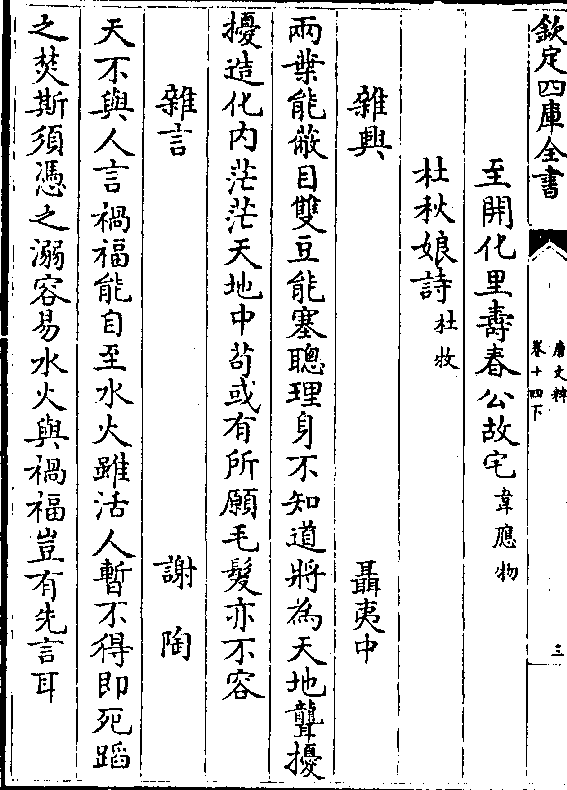 欽定四庫全書
唐文粹
卷十四下
三
至開化里壽春公故宅韋應物
杜秋娘詩杜牧
雜興 聶夷中
兩葉能蔽目雙豆能塞聰理身不知道將為天地聾擾
擾造化内茫茫天地中茍或有所願毛髮亦不容
雜言 謝陶
天不與人言禍福能自至水火雖活人暫不得即死蹈
之焚斯須憑之溺容易水火與禍福豈有先言耳